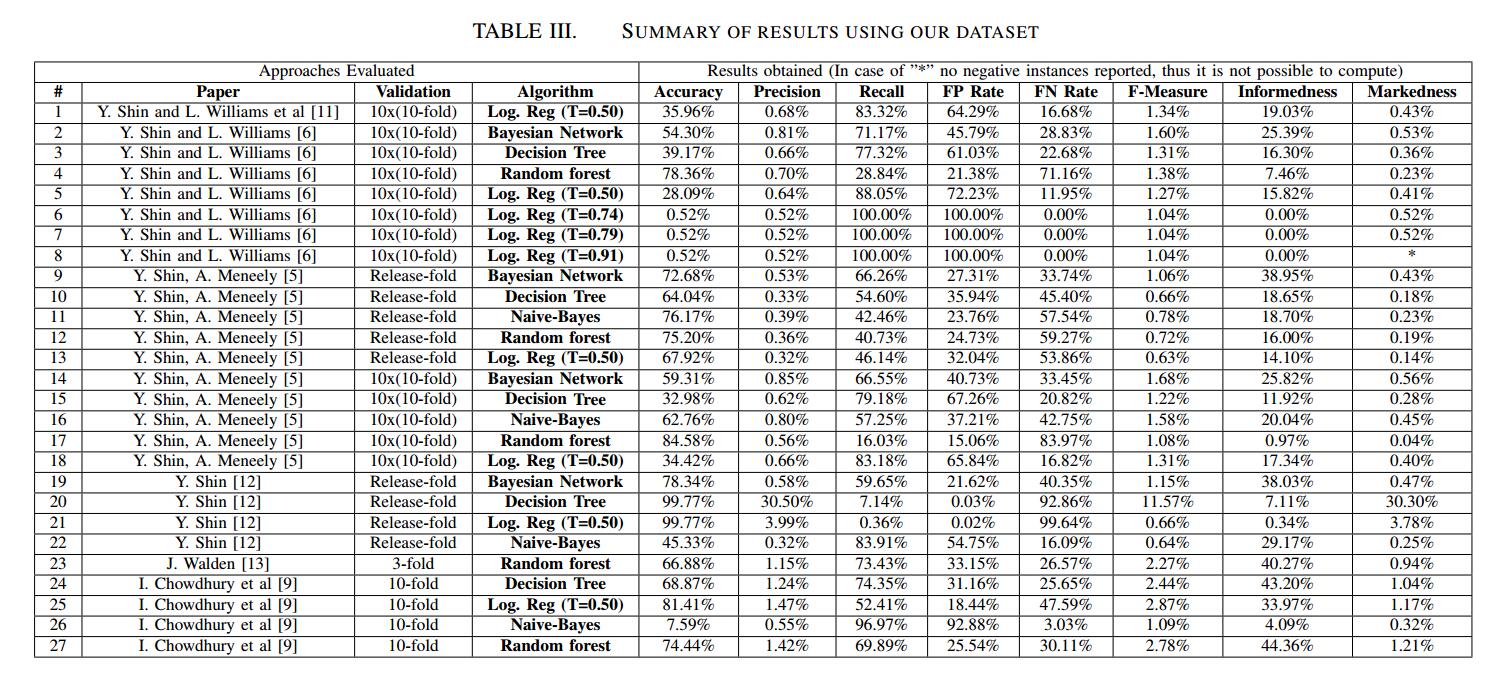 TABLE III. SUMMARY OF RESULTS USING OUR DATASET
Approaches Evaluated Results obtained (In case of "*" no negative instances reported, thus it is not possible to compute)
# Paper Validation Algorithm Accuracy Precision Recall FP Rate FN Rate F-Measure Informedness Markedness
1 Y. Shin and L. Williams et al [11] 10x(10-fold) Log. Reg (T=0.50) 35.96% 0.68% 83.32% 64.29% 16.68% 1.34% 19.03% 0.43%
2 Y. Shin and L. Williams [6] 10x(10-fold) Bayesian Network 54.30% 0.81% 71.17% 45.79% 28.83% 1.60% 25.39% 0.53%
3 Y. Shin and L. Williams [6] 10x(10-fold) Decision Tree 39.17% 0.66% 77.32% 61.03% 22.68% 1.31% 16.30% 0.36%
4 Y. Shin and L. Williams [6] 10x(10-fold) Random forest 78.36% 0.70% 28.84% 21.38% 71.16% 1.38% 7.46% 0.23%
5 Y. Shin and L. Williams [6] 10x(10-fold) Log. Reg (T=0.50) 28.09% 0.64% 88.05% 72.23% 11.95% 1.27% 15.82% 0.41%
6 Y. Shin and L. Williams [6] 10x(10-fold) Log. Reg (T=0.74) 0.52% 0.52% 100.00% 100.00% 0.00% 1.04% 0.00% 0.52%
7 Y. Shin and L. Williams [6] 10x(10-fold) Log. Reg (T=0.79) 0.52% 0.52% 100.00% 100.00% 0.00% 1.04% 0.00% 0.52%
8 Y. Shin and L. Williams [6] 10x(10-fold) Log. Reg (T=0.91) 0.52% 0.52% 100.00% 100.00% 0.00% 1.04% 0.00% *
9 Y. Shin, A. Meneely [5] Release-fold Bayesian Network 72.68% 0.53% 66.26% 27.31% 33.74% 1.06% 38.95% 0.43%
10 Y. Shin, A. Meneely [5] Release-fold Decision Tree 64.04% 0.33% 54.60% 35.94% 45.40% 0.66% 18.65% 0.18%
11 Y. Shin, A. Meneely [5] Release-fold Naive-Bayes 76.17% 0.39% 42.46% 23.76% 57.54% 0.78% 18.70% 0.23%
12 Y. Shin, A. Meneely [5] Release-fold Random forest 75.20% 0.36% 40.73% 24.73% 59.27% 0.72% 16.00% 0.19%
13 Y. Shin, A. Meneely [5] Release-fold Log. Reg (T=0.50) 67.92% 0.32% 46.14% 32.04% 53.86% 0.63% 14.10% 0.14%
14 Y. Shin, A. Meneely [5] 10x(10-fold) Bayesian Network 59.31% 0.85% 66.55% 40.73% 33.45% 1.68% 25.82% 0.56%
15 Y. Shin, A. Meneely [5] 10x(10-fold) Decision Tree 32.98% 0.62% 79.18% 67.26% 20.82% 1.22% 11.92% 0.28%
16 Y. Shin, A. Meneely [5] 10x(10-fold) Naive-Bayes 62.76% 0.80% 57.25% 37.21% 42.75% 1.58% 20.04% 0.45%
17 Y. Shin, A. Meneely [5] 10x(10-fold) Random forest 84.58% 0.56% 16.03% 15.06% 83.97% 1.08% 0.97% 0.04%
18 Y. Shin, A. Meneely [5] 10x(10-fold) Log. Reg (T=0.50) 34.42% 0.66% 83.18% 65.84% 16.82% 1.31% 17.34% 0.40%
19 Y. Shin [12] Release-fold Bayesian Network 78.34% 0.58% 59.65% 21.62% 40.35% 1.15% 38.03% 0.47%
20 Y. Shin [12] Release-fold Decision Tree 99.77% 30.50% 7.14% 0.03% 92.86% 11.57% 7.11% 30.30%
21 Y. Shin [12] Release-fold Log. Reg (T=0.50) 99.77% 3.99% 0.36% 0.02% 99.64% 0.66% 0.34% 3.78%
22 Y. Shin [12] Release-fold Naive-Bayes 45.33% 0.32% 83.91% 54.75% 16.09% 0.64% 29.17% 0.25%
23 J. Walden [13] 3-fold Random forest 66.88% 1.15% 73.43% 33.15% 26.57% 2.27% 40.27% 0.94%
24 I. Chowdhury et al [9] 10-fold Decision Tree 68.87% 1.24% 74.35% 31.16% 25.65% 2.44% 43.20% 1.04%
25 I. Chowdhury et al [9] 10-fold Log. Reg (T=0.50) 81.41% 1.47% 52.41% 18.44% 47.59% 2.87% 33.97% 1.17%
26 I. Chowdhury et al [9] 10-fold Naive-Bayes 7.59% 0.55% 96.97% 92.88% 3.03% 1.09% 4.09% 0.32%
27 I. Chowdhury et al [9] 10-fold Random forest 74.44% 1.42% 69.89% 25.54% 30.11% 2.78% 44.36% 1.21%